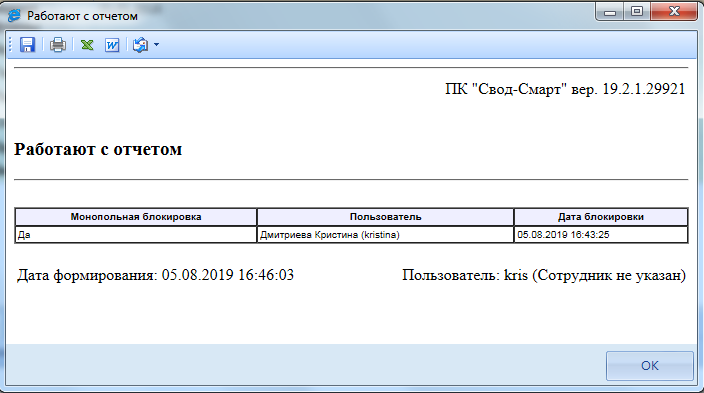 Работают с отчетом
ПК "Свод-Смарт" вер. 19.2.1.29921
Работают с отчетом
Монопольная блокировка Пользователь Дата блокировки
Да Дмитриева Кристина (kristina) 05.08.2019 16:43:25
Дата формирования: 05.08.2019 16:46:03 Пользователь: kris (Сотрудник не указан)
ОК